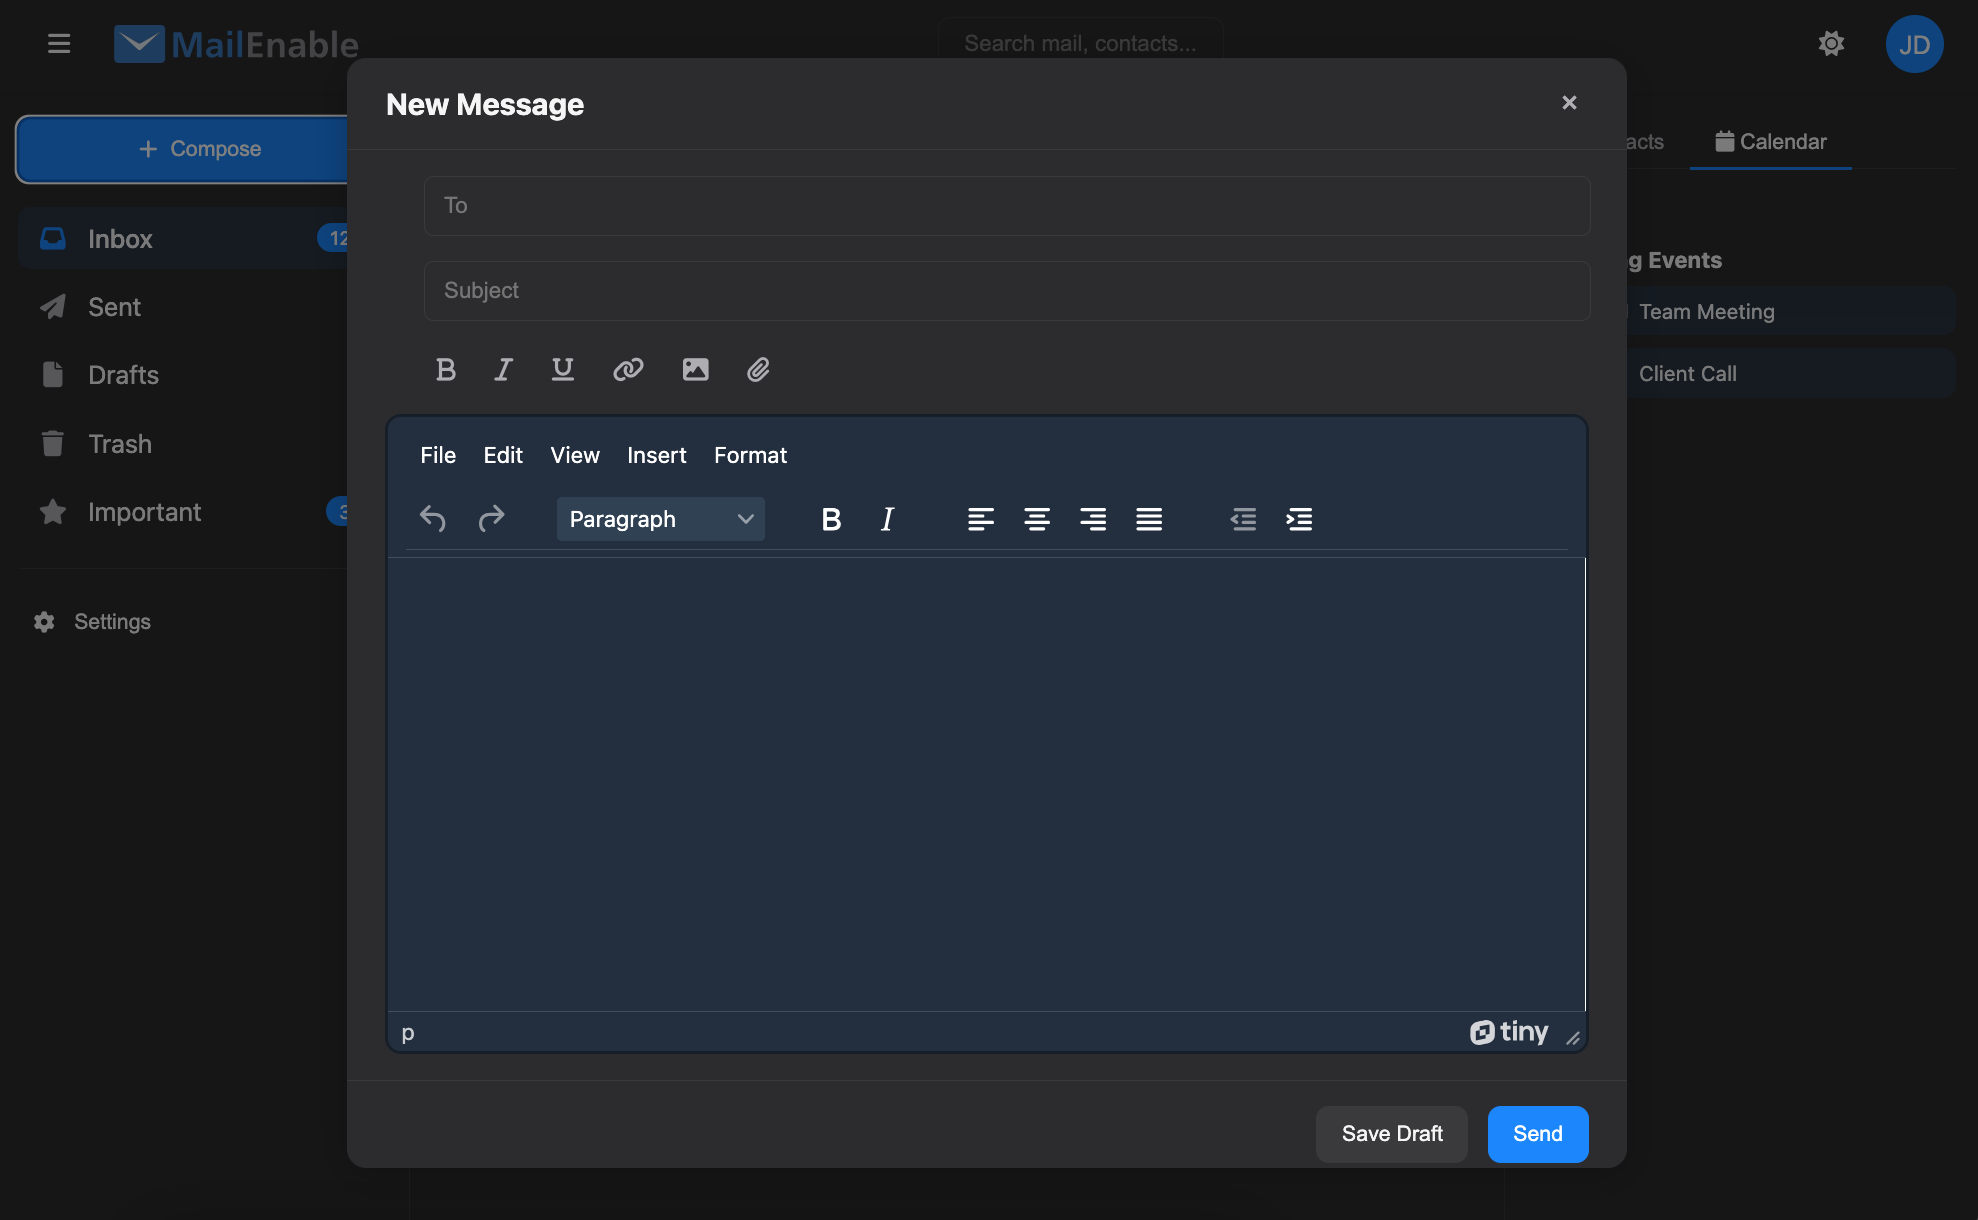 MailEnable
Search mail, contacts...
JD
New Message
Compose
acts
Calendar
To
Inbox
12
g Events
Subject
Sent
Team Meeting
Drafts
Client Call
File Edit View Insert Format
Trash
Important
3
Paragraph
B I
Settings
p
tiny
Save Draft
Send